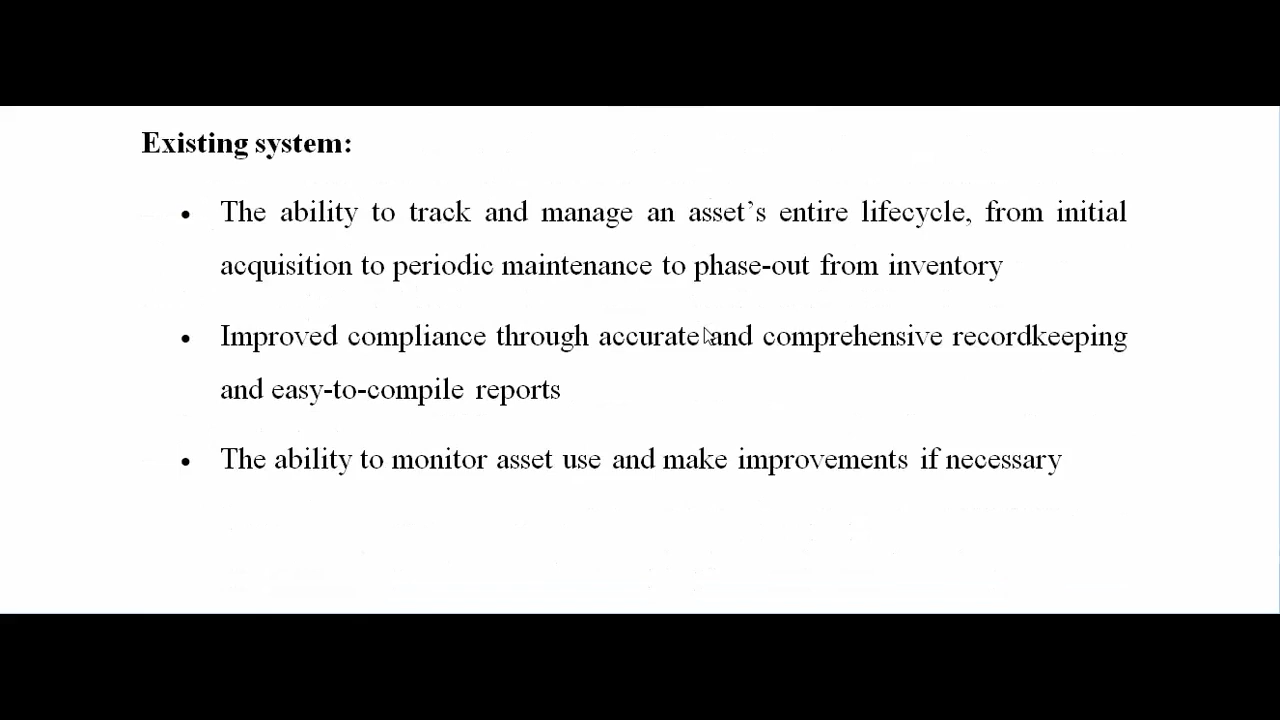 Existing system:
• The ability to track and manage an asset’s entire lifecycle, from initial
acquisition to periodic maintenance to phase-out from inventory
• Improved compliance through accurate and comprehensive recordkeeping
and easy-to-compile reports
• The ability to monitor asset use and make improvements if necessary